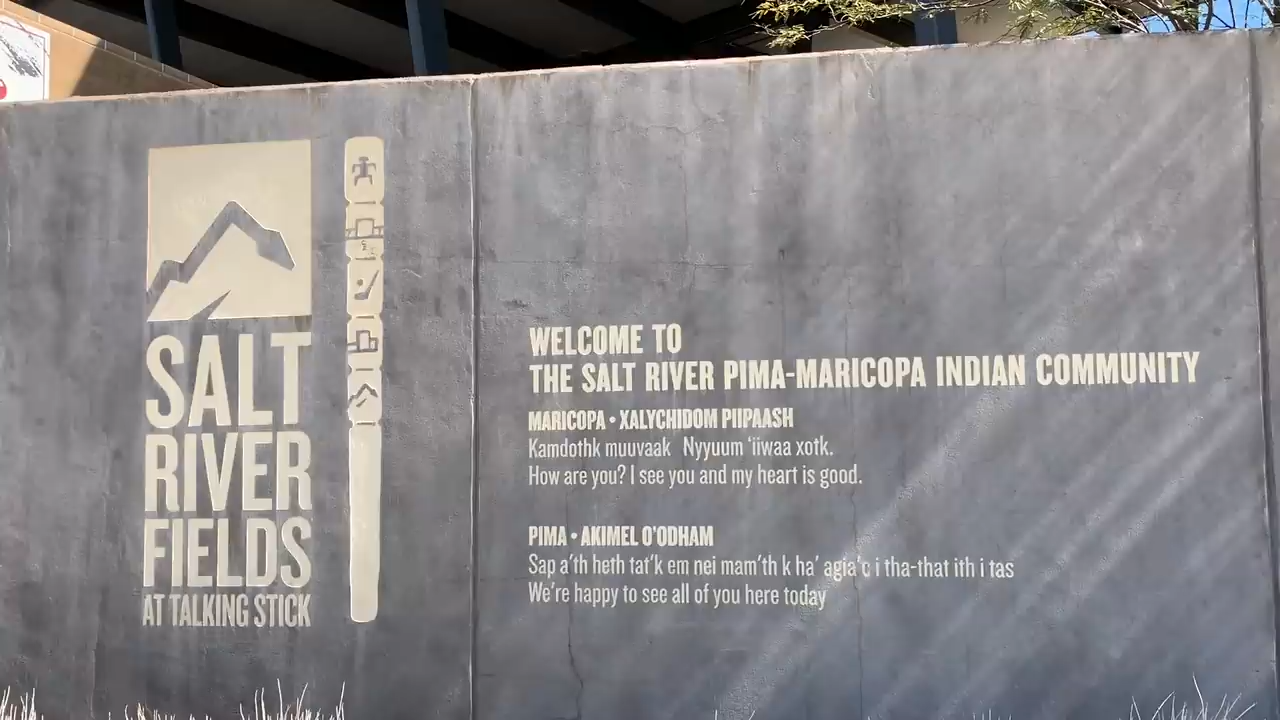 SALT
RIVER
FIELDS
AT TALKING STICK
WELCOME TO
THE SALT RIVER PIMA-MARICOPA INDIAN COMMUNITY
MARICOPA • XALYCHIDOM PIIPAASH
Kamdothk muuvaak Nyyuum ‘iiwaa xotk.
How are you? I see you and my heart is good.
PIMA • AKIMEL O’ODHAM
Sap a’th heth tat’k em nei mam’th k ha’ agia’c i tha-that ith i tas
We’re happy to see all of you here today